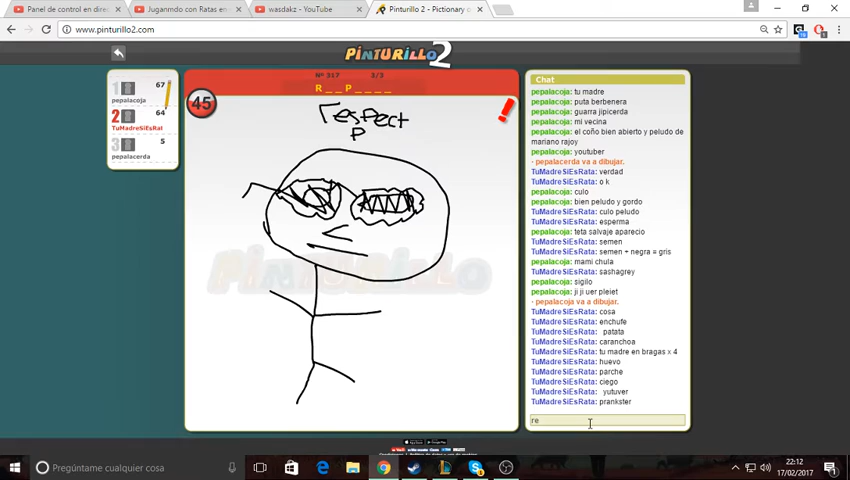 Panel de control en direc
Juganmdo con Ratas en
wasdakz - YouTube
Pinturillo 2 - Pictionary o
www.pinturillo2.com
PINTURILLO 2
1 67
pepalacoja
2 64
TuMadreSiEsRat
3 5
pepalacerda
Nº 317 3/3
R _ _ P _ _ _ _
45
!
respect
P
PINTURILLO 2
Chat
pepalacoja: tu madre
pepalacoja: puta berbenera
pepalacoja: guarra jipicerda
pepalacoja: mi vecina
pepalacoja: el coño bien abierto y peludo de
mariano rajoy
pepalacoja: youtuber
- pepalacerda va a dibujar.
TuMadreSiEsRata: verdad
TuMadreSiEsRata: o k
pepalacoja: culo
pepalacoja: bien peludo y gordo
TuMadreSiEsRata: culo peludo
TuMadreSiEsRata: esperma
pepalacoja: teta salvaje aparecio
TuMadreSiEsRata: semen
TuMadreSiEsRata: semen + negra = gris
pepalacoja: mami chula
TuMadreSiEsRata: sashagrey
pepalacoja: sigilo
pepalacoja: ji ji uer pleiet
- pepalacoja va a dibujar.
TuMadreSiEsRata: cosa
TuMadreSiEsRata: enchufe
TuMadreSiEsRata: patata
TuMadreSiEsRata: caranchoa
TuMadreSiEsRata: tu madre en bragas x 4
TuMadreSiEsRata: huevo
TuMadreSiEsRata: parche
TuMadreSiEsRata: ciego
TuMadreSiEsRata: yutuver
TuMadreSiEsRata: prankster
re
Pregúntame cualquier cosa
22:12
17/02/2017